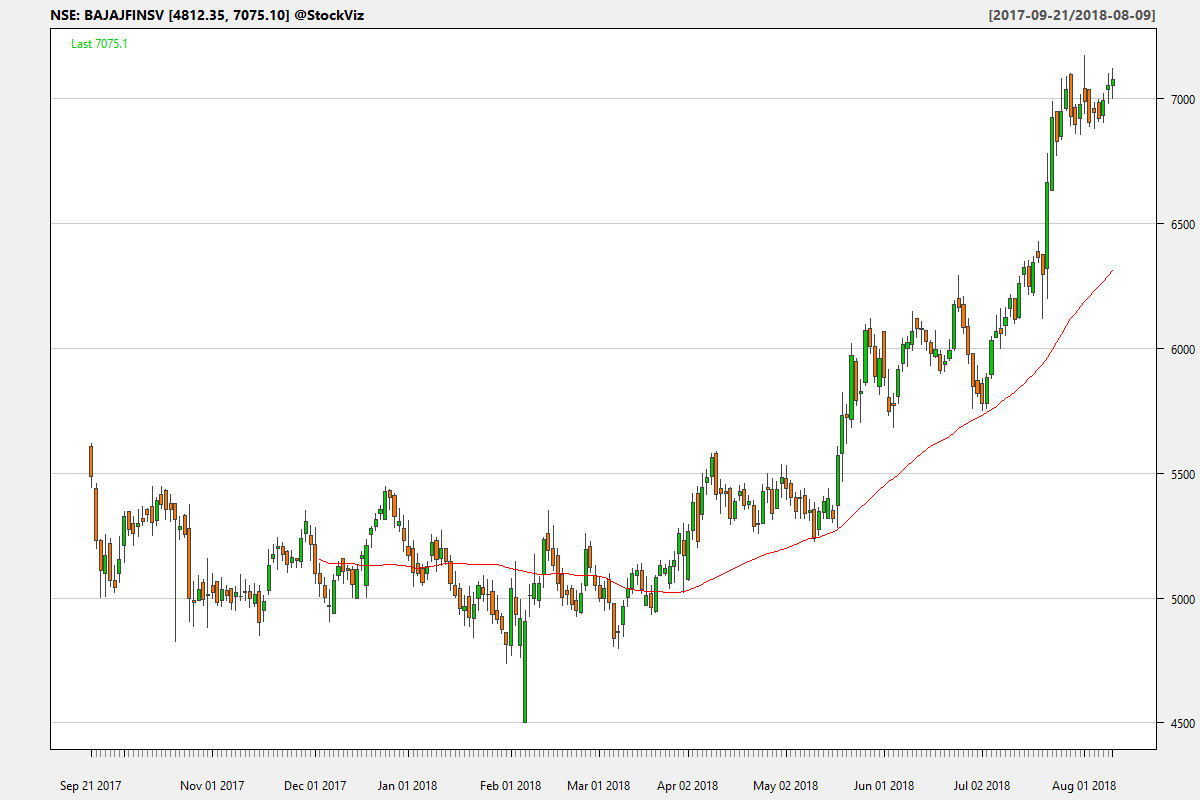 NSE: BAJAJFINSV [4812.35, 7075.10] @StockViz [2017-09-21/2018-08-09]
Last 7075.1
7000
6500
6000
5500
5000
4500
Sep 21 2017 Nov 01 2017 Dec 01 2017 Jan 01 2018 Feb 01 2018 Mar 01 2018 Apr 02 2018 May 02 2018 Jun 01 2018 Jul 02 2018 Aug 01 2018